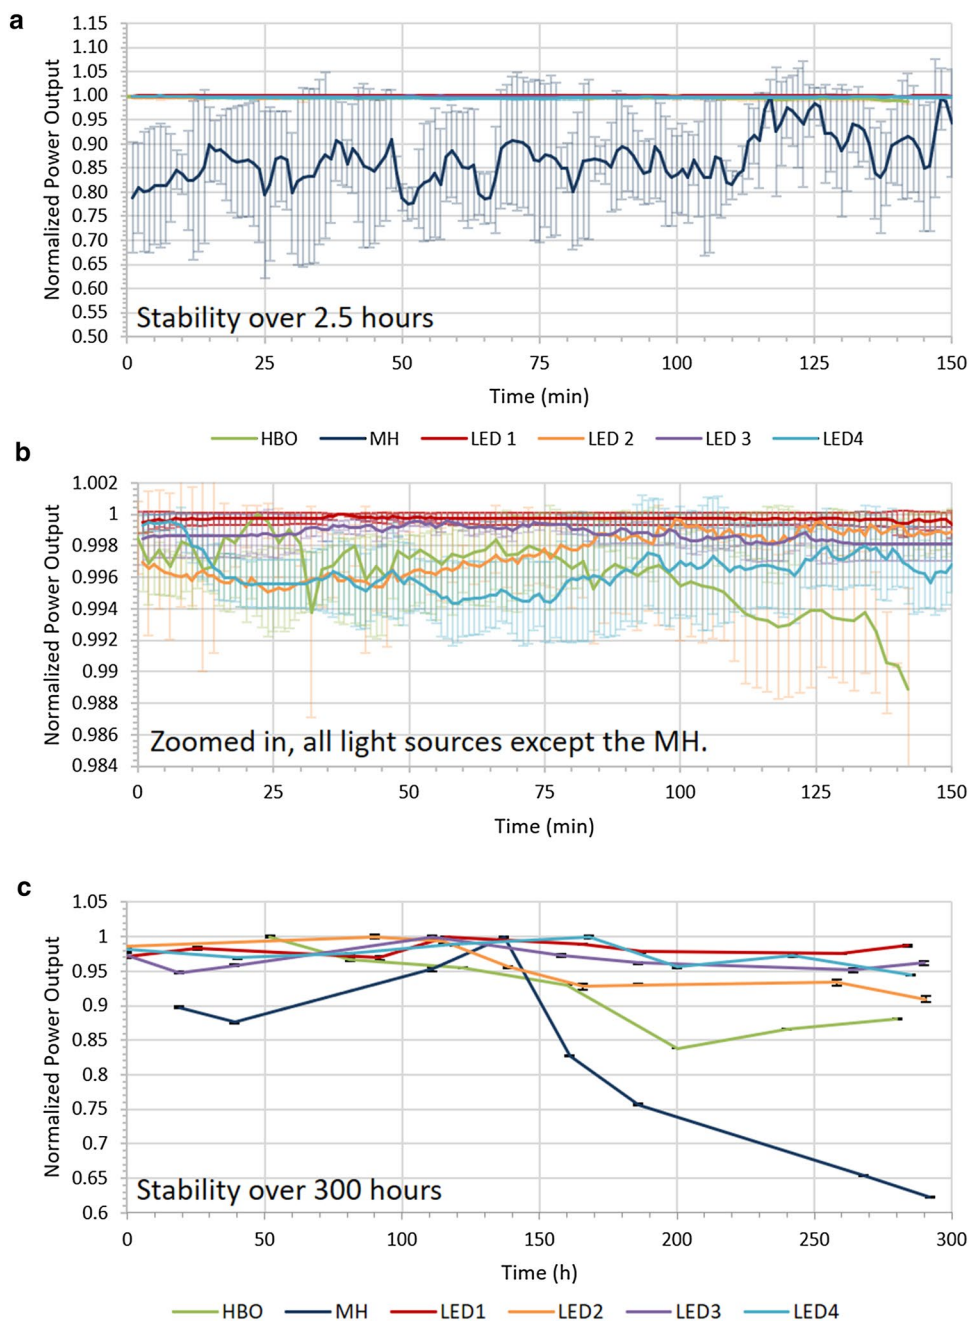 a
Normalized Power Output
1.15
1.10
1.05
1.00
0.95
0.90
0.85
0.80
0.75
0.70
0.65
0.60
0.55
0.50
Stability over 2.5 hours
0 25 50 75 100 125 150
Time (min)
HBO MH LED 1 LED 2 LED 3 LED4
b
Normalized Power Output
1.002
1
0.998
0.996
0.994
0.992
0.99
0.988
0.986
0.984
Zoomed in, all light sources except the MH.
0 25 50 75 100 125 150
Time (min)
c
Normalized Power Output
1.05
1
0.95
0.9
0.85
0.8
0.75
0.7
0.65
0.6
Stability over 300 hours
0 50 100 150 200 250 300
Time (h)
HBO MH LED1 LED2 LED3 LED4